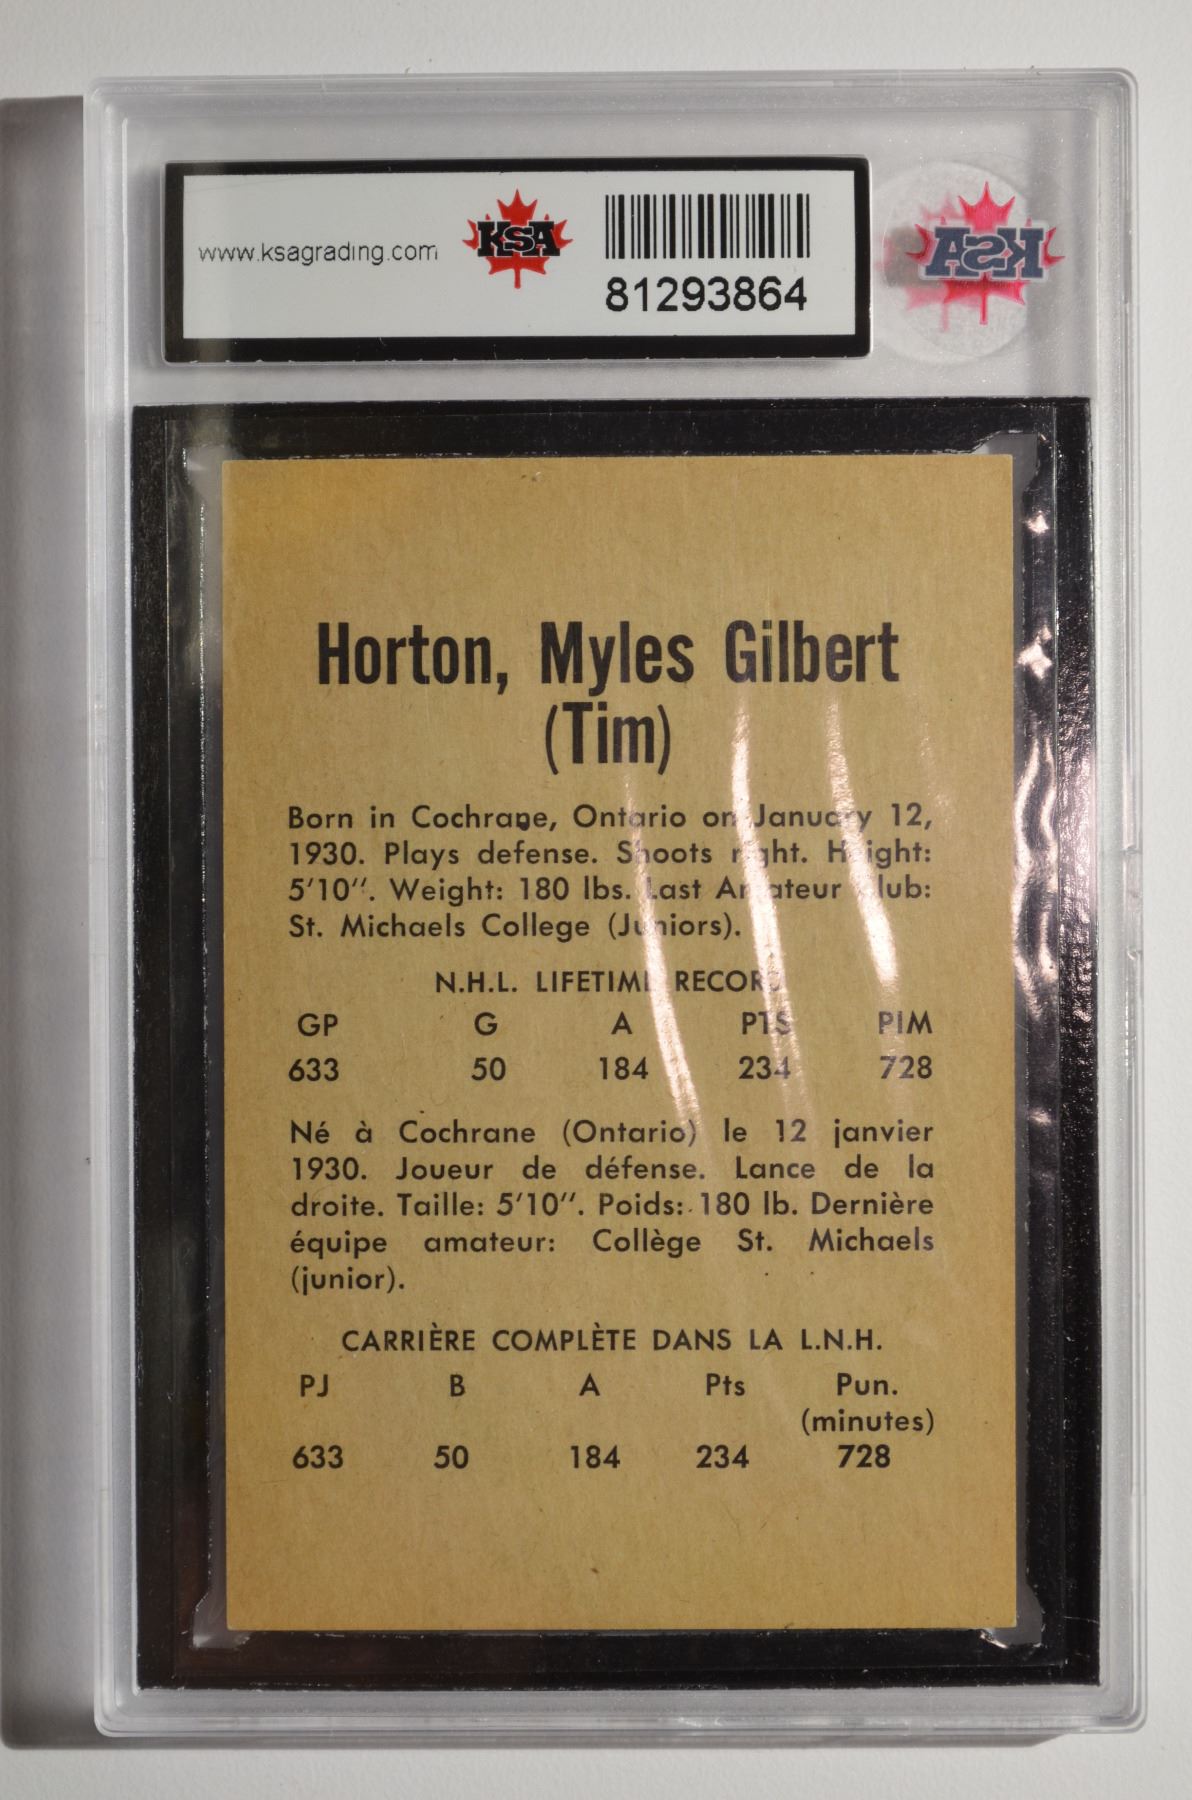 www.ksagrading.com
KSA
81293864
KSA
Horton, Myles Gilbert
(Tim)
Born in Cochrane, Ontario on January 12,
1930. Plays defense. Shoots right. Height:
5'10''. Weight: 180 lbs. Last Amateur Club:
St. Michaels College (Juniors).
N.H.L. LIFETIME RECORD
GP G A PTS PIM
633 50 184 234 728
Né à Cochrane (Ontario) le 12 janvier
1930. Joueur de défense. Lance de la
droite. Taille: 5'10''. Poids: 180 lb. Dernière
équipe amateur: Collège St. Michaels
(junior).
CARRIÈRE COMPLÈTE DANS LA L.N.H.
PJ B A Pts Pun.
(minutes)
633 50 184 234 728